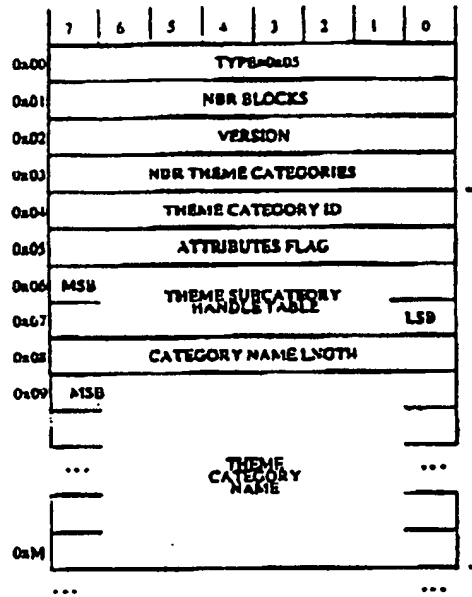 7 6 5 4 3 2 1 0
0x00 TYPE=0x05
0x01 NBR BLOCKS
0x02 VERSION
0x03 NBR THEME CATEGORIES
0x04 THEME CATEGORY ID
0x05 ATTRIBUTES FLAG
0x06 MSB
THEME SUBCATEGORY
HANDLE TABLE
0x07 LSB
0x08 CATEGORY NAME LNGTH
0x09 MSB
... THEME ...
CATEGORY
NAME
0xM
... ...